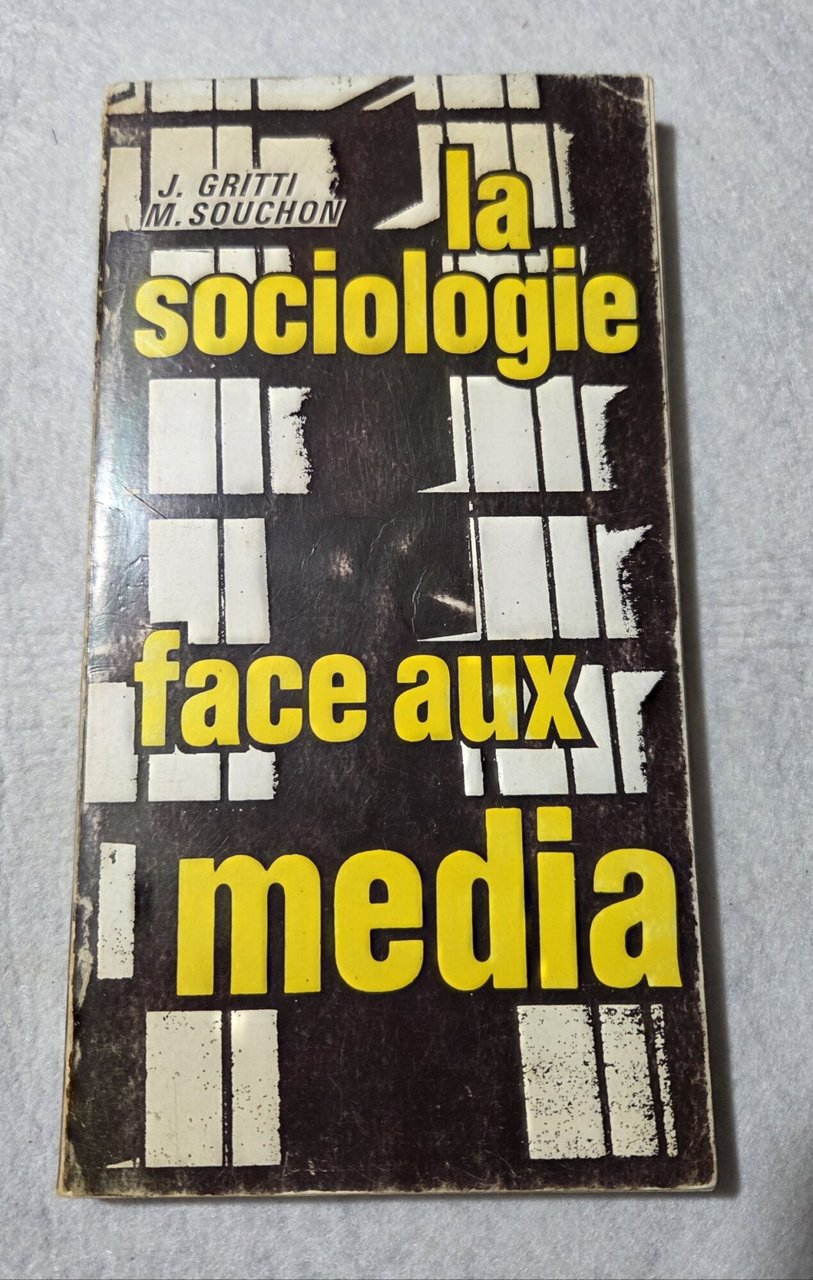 J. GRITTI
M. SOUCHON
la
sociologie
face aux
media